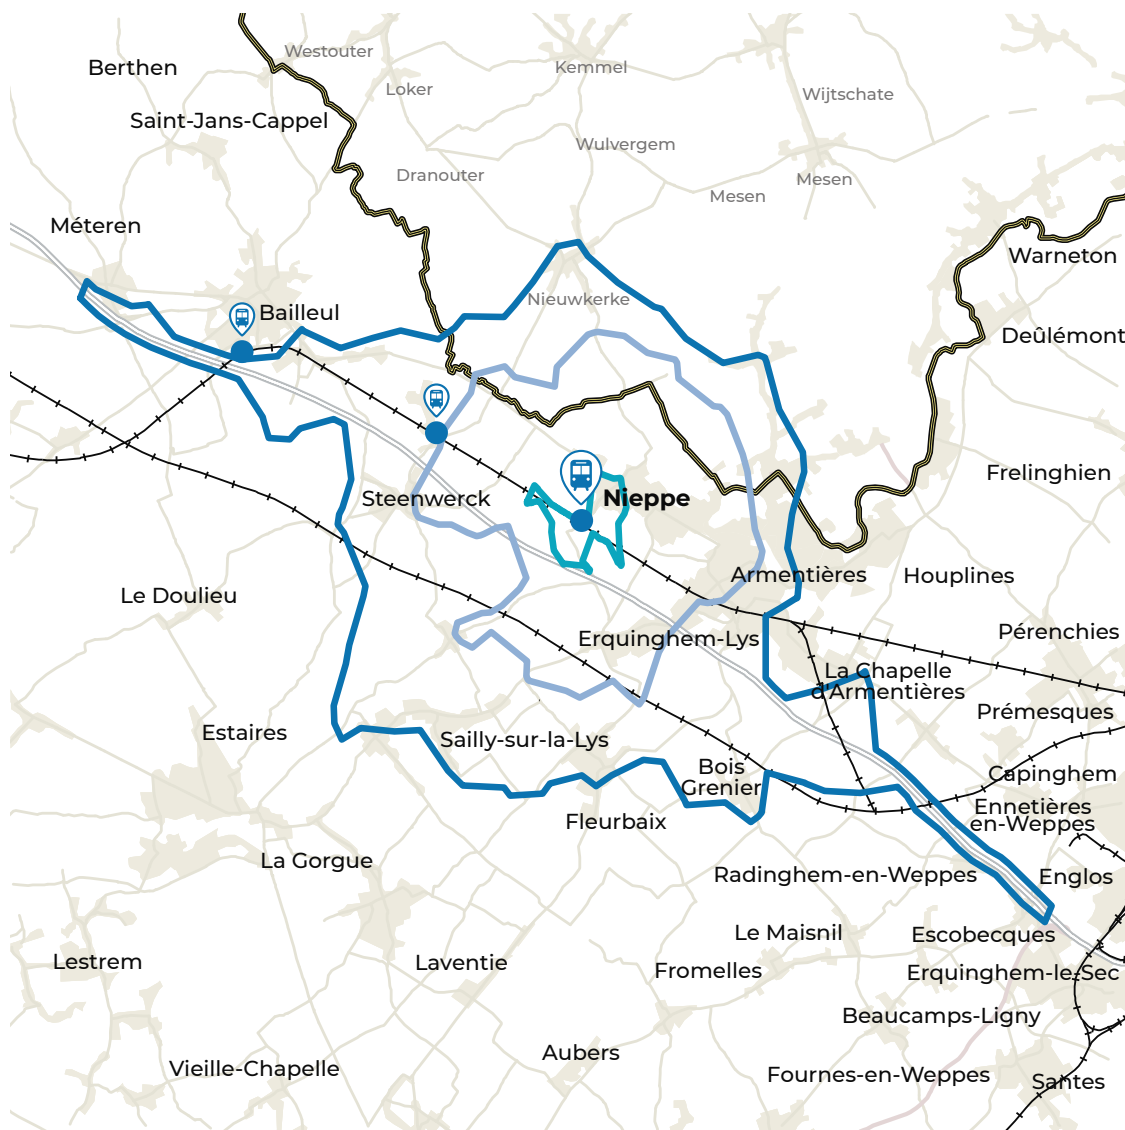 Westouter
Berthen
Kemmel
Loker
Wijtschate
Saint-Jans-Cappel
Wulvergem
Dranouter
Mesen
Mesen
Méteren
Warneton
Nieuwkerke
Bailleul
Deûlémont
Frelinghien
Steenwerck
Nieppe
Armentières
Houplines
Le Doulieu
Pérenchies
Erquinghem-Lys
La Chapelle
d'Armentières
Prémesques
Estaires
Sailly-sur-la-Lys
Bois
Grenier
Capinghem
Ennetières
en-Weppes
Fleurbaix
La Gorgue
Radinghem-en-Weppes
Englos
Le Maisnil
Escobecques
Lestrem
Laventie
Fromelles
Erquinghem-le-Sec
Beaucamps-Ligny
Aubers
Vieille-Chapelle
Fournes-en-Weppes
Santes